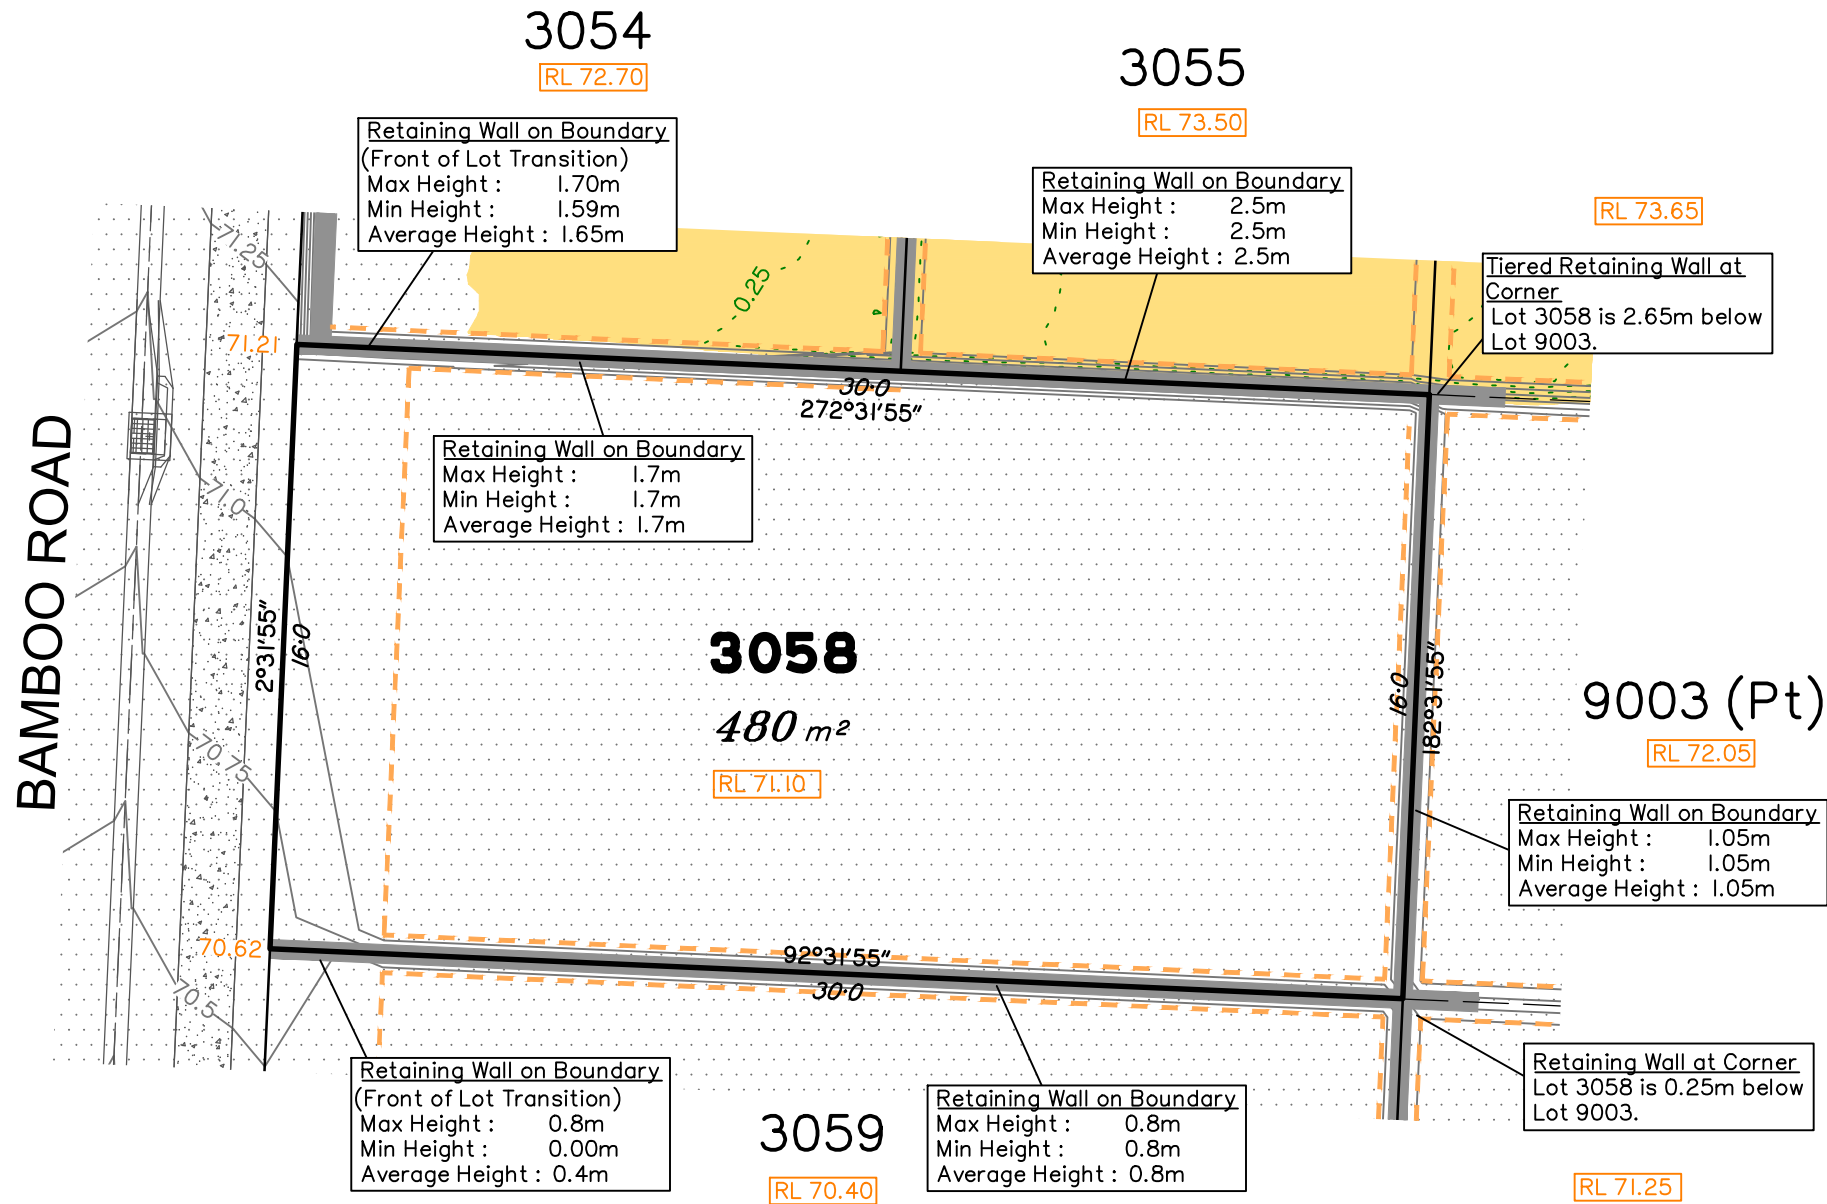 3054
RL 72.70
3055
RL 73.50
Retaining Wall on Boundary
(Front of Lot Transition)
Max Height : 1.70m
Min Height : 1.59m
Average Height : 1.65m
Retaining Wall on Boundary
Max Height : 2.5m
Min Height : 2.5m
Average Height : 2.5m
RL 73.65
Tiered Retaining Wall at
Corner
Lot 3058 is 2.65m below
Lot 9003.
71.25
0.25
71.21
30·0
272°31'55"
Retaining Wall on Boundary
Max Height : 1.7m
Min Height : 1.7m
Average Height : 1.7m
71.0
BAMBOO ROAD
2°31'55"
16·0
3058
480 m²
RL 71.10
16·0
182°31'55"
9003 (Pt)
RL 72.05
70.75
Retaining Wall on Boundary
Max Height : 1.05m
Min Height : 1.05m
Average Height : 1.05m
70.62
92°31'55"
30·0
70.5
Retaining Wall on Boundary
(Front of Lot Transition)
Max Height : 0.8m
Min Height : 0.00m
Average Height : 0.4m
3059
RL 70.40
Retaining Wall on Boundary
Max Height : 0.8m
Min Height : 0.8m
Average Height : 0.8m
Retaining Wall at Corner
Lot 3058 is 0.25m below
Lot 9003.
RL 71.25